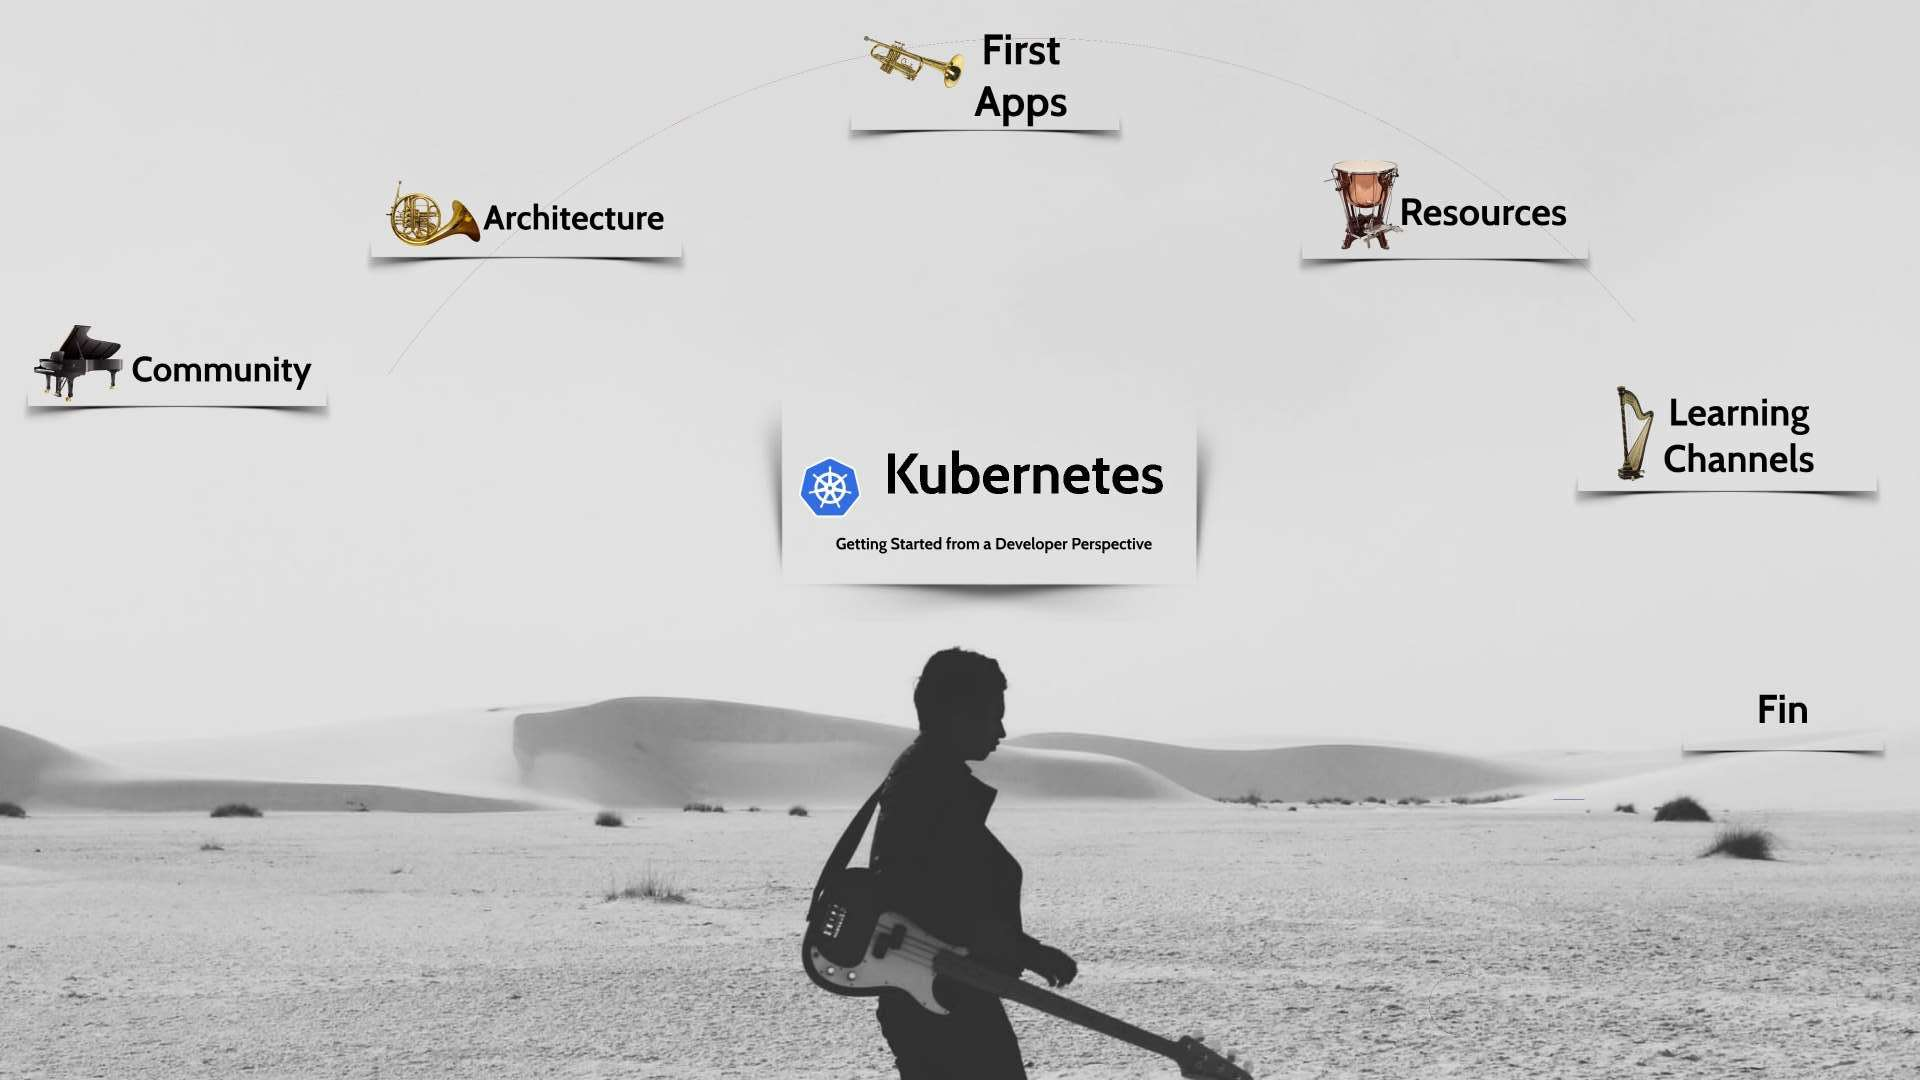 First
Apps
Architecture
Resources
Community
Learning
Channels
Kubernetes
Getting Started from a Developer Perspective
Fin